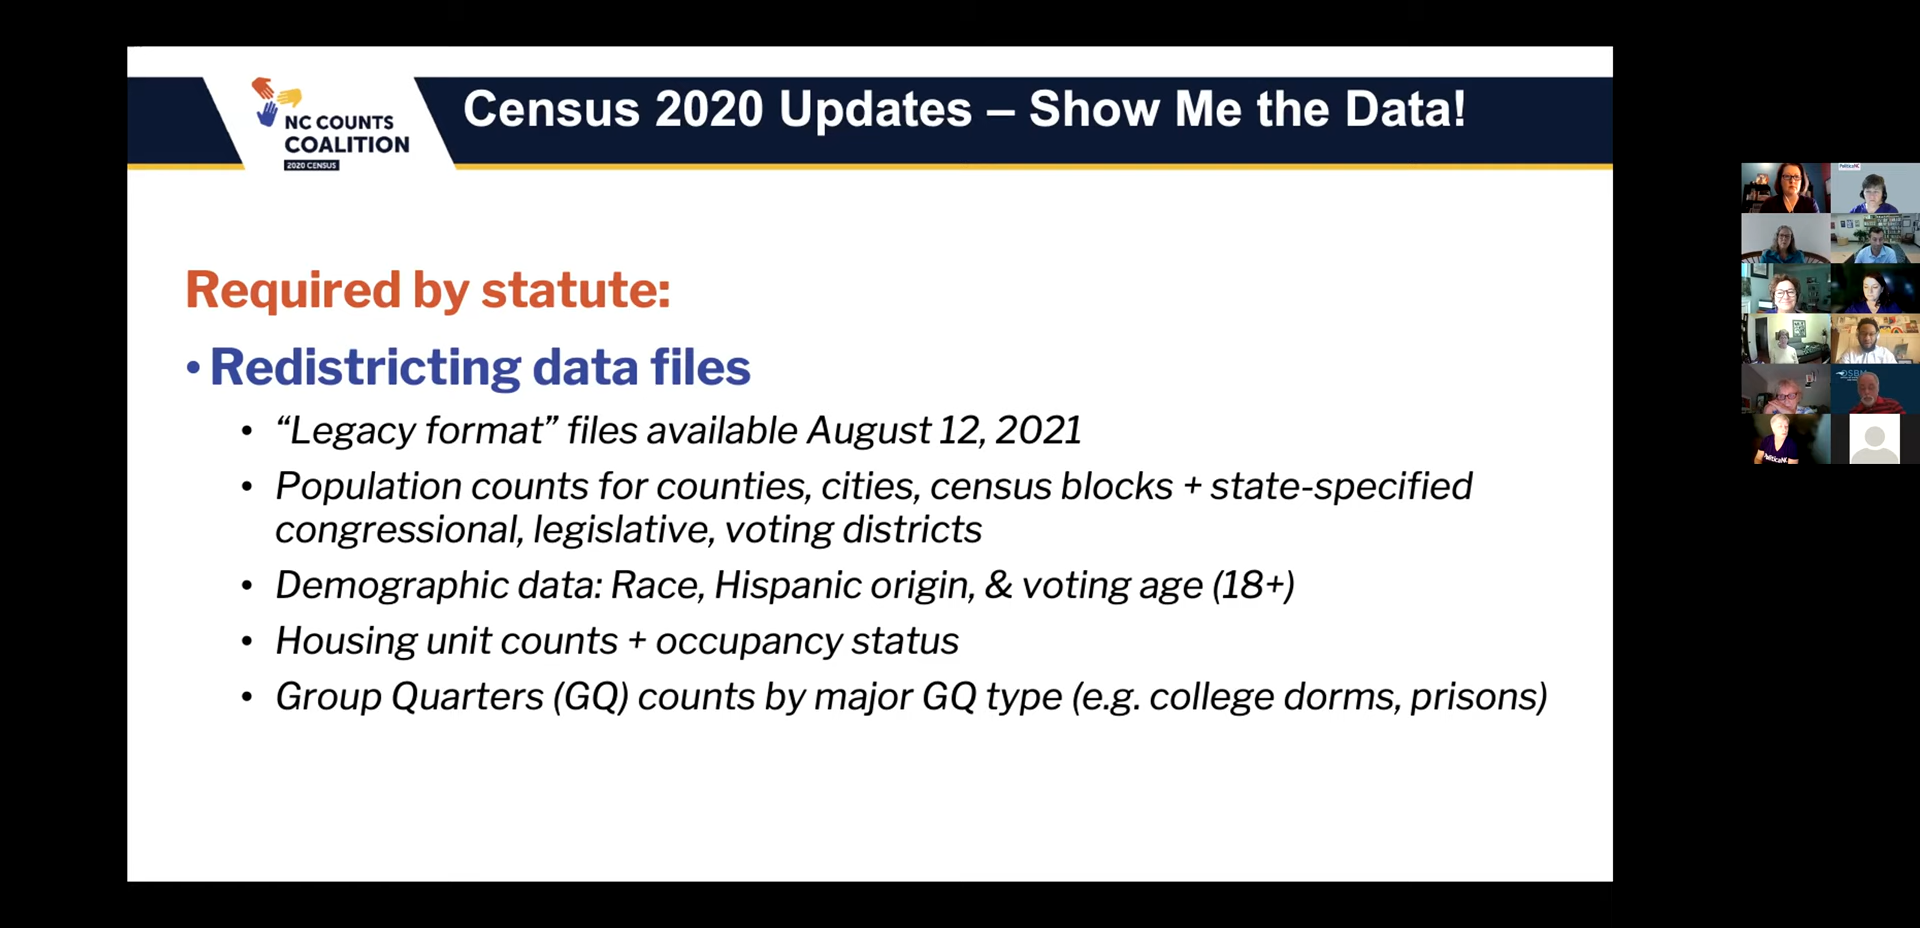 NC COUNTS
COALITION
2020 CENSUS
Census 2020 Updates – Show Me the Data!
Required by statute:
• Redistricting data files
• “Legacy format” files available August 12, 2021
• Population counts for counties, cities, census blocks + state-specified
congressional, legislative, voting districts
• Demographic data: Race, Hispanic origin, & voting age (18+)
• Housing unit counts + occupancy status
• Group Quarters (GQ) counts by major GQ type (e.g. college dorms, prisons)
PoliticaNC
OSBM
PoliticaNC